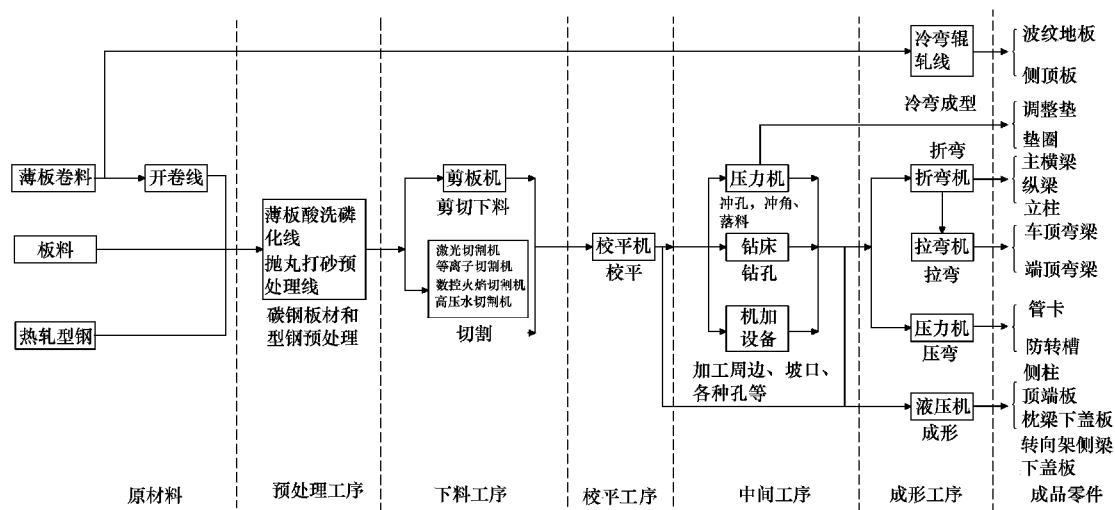 冷弯辊
轧线
波纹地板
侧顶板
冷弯成型
调整垫
垫圈
薄板卷料
开卷线
剪板机
剪切下料
压力机
冲孔，冲角、
落料
折弯
折弯机
主横梁
纵梁
立柱
板料
薄板酸洗磷
化线
抛丸打砂预
处理线
碳钢板材和
型钢预处理
激光切割机
等离子切割机
数控火焰切割机
高压水切割机
切割
校平机
校平
钻床
钻孔
拉弯机
拉弯
车顶弯梁
端顶弯梁
热轧型钢
机加
设备
加工周边、坡口、
各种孔等
压力机
压弯
管卡
防转槽
液压机
成形
侧柱
顶端板
枕梁下盖板
转向架侧梁
下盖板
原材料
预处理工序
下料工序
校平工序
中间工序
成形工序
成品零件